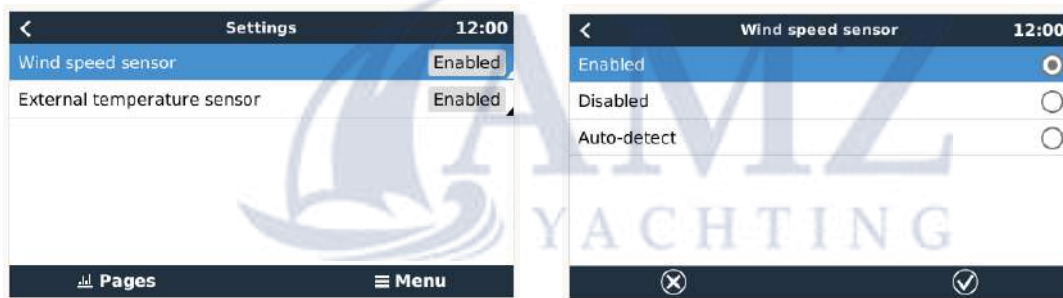 Settings 12:00
Wind speed sensor Enabled
External temperature sensor Enabled
Pages Menu
Wind speed sensor 12:00
Enabled
Disabled
Auto-detect
AMZ
YACHTING